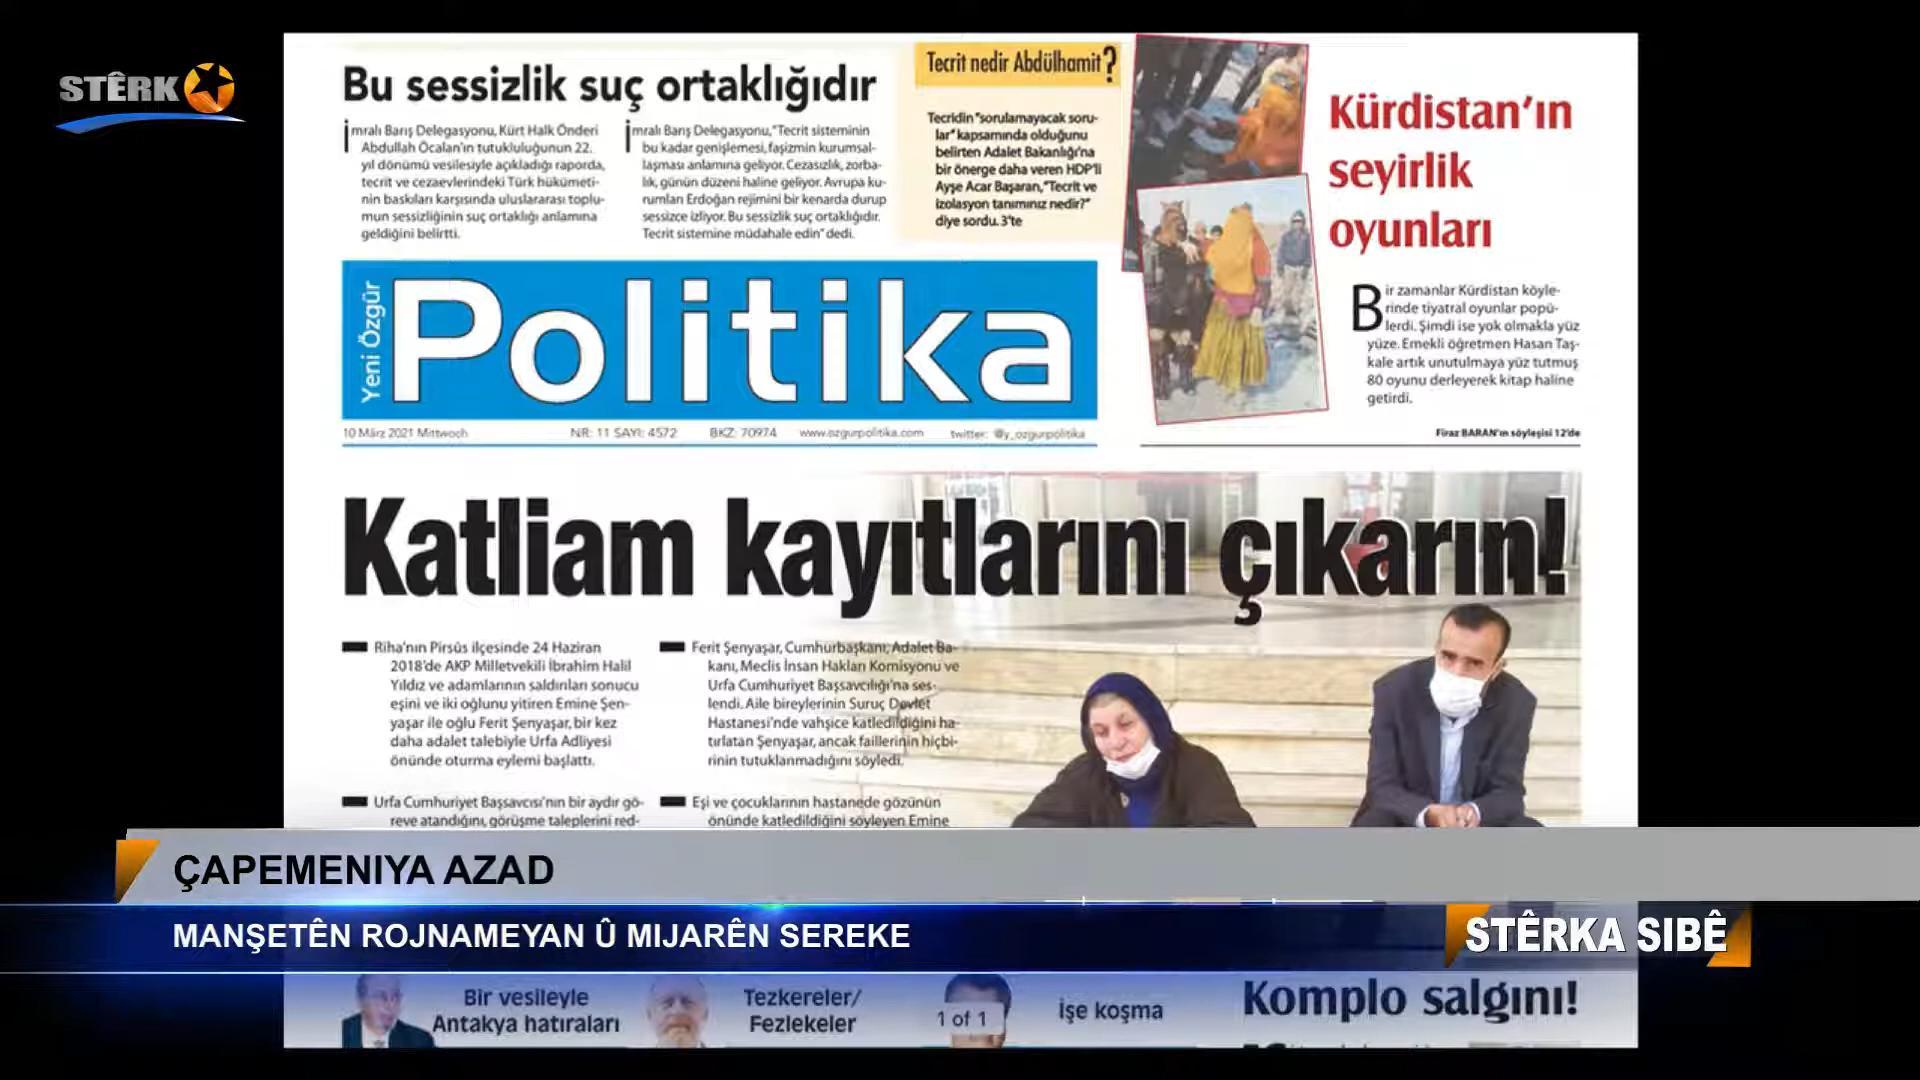 STÊRK
Bu sessizlik suç ortaklığıdır
İmralı Barış Delegasyonu, Kürt Halk Önderi
Abdullah Öcalan'ın tutukluluğunun 22.
yıl dönümü vesilesiyle açıkladığı raporda,
tecrit ve cezaevlerindeki Türk hükümeti-
nin baskıları karşısında uluslararası toplu-
mun sessizliğinin suç ortaklığı anlamına
geldiğini belirtti.
İmralı Barış Delegasyonu, "Tecrit sisteminin
bu kadar genişlemesi, faşizmin kurumsal-
laşması anlamına geliyor. Cezasızlık, zorba-
lık, günün düzeni haline geliyor. Avrupa ku-
rumları Erdoğan rejimini bir kenarda durup
sessizce izliyor. Bu sessizlik suç ortaklığıdır.
Tecrit sistemine müdahale edin" dedi.
Tecrit nedir Abdülhamit?
Tecridin "sorulamayacak soru-
lar" kapsamında olduğunu
belirten Adalet Bakanlığı'na
bir önerge daha veren HDP'li
Ayşe Acar Başaran, "Tecrit ve
izolasyon tanımınız nedir?"
diye sordu. 3'te
Kürdistan'ın
seyirlik
oyunları
Bir zamanlar Kürdistan köyle-
rinde tiyatral oyunlar popü-
lerdi. Şimdi ise yok olmakla yüz
yüze. Emekli öğretmen Hasan Taş-
kale artık unutulmaya yüz tutmuş
80 oyunu derleyerek kitap haline
getirdi.
Firaz BARAN'ın söyleşisi 12'de
Yeni Özgür
Politika
10 März 2021 Mittwoch NR: 11 SAYI: 4572 BKZ: 70974 www.ozgurpolitika.com twitter: @y_ozgurpolitika
Katliam kayıtlarını çıkarın!
Riha'nın Pirsûs ilçesinde 24 Haziran
2018'de AKP Milletvekili İbrahim Halil
Yıldız ve adamlarının saldırıları sonucu
eşini ve iki oğlunu yitiren Emine Şen-
yaşar ile oğlu Ferit Şenyaşar, bir kez
daha adalet talebiyle Urfa Adliyesi
önünde oturma eylemi başlattı.
Urfa Cumhuriyet Başsavcısı'nın bir aydır gö-
reve atandığını, görüşme taleplerini red-
Ferit Şenyaşar, Cumhurbaşkanı, Adalet Ba-
kanı, Meclis İnsan Hakları Komisyonu ve
Urfa Cumhuriyet Başsavcılığı'na ses-
lendi. Aile bireylerinin Suruç Devlet
Hastanesi'nde vahşice katledildiğini ha-
tırlatan Şenyaşar, ancak faillerinin hiçbi-
rinin tutuklanmadığını söyledi.
Eşi ve çocuklarının hastanede gözünün
önünde katledildiğini söyleyen Emine
ÇAPEMENIYA AZAD
MANŞETÊN ROJNAMEYAN Û MIJARÊN SEREKE
STÊRKA SIBÊ
Bir vesileyle
Antakya hatıraları
Tezkereler/
Fezlekeler
1 of 1
İşe koşma
Komplo salgını!